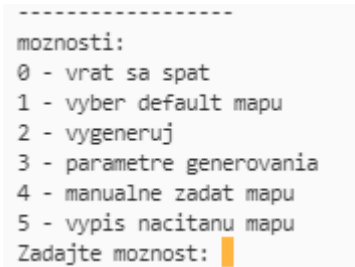 ------------------
moznosti:
0 - vrat sa spat
1 - vyber default mapu
2 - vygeneruj
3 - parametre generovania
4 - manualne zadat mapu
5 - vypis nacitanu mapu
Zadajte moznost: